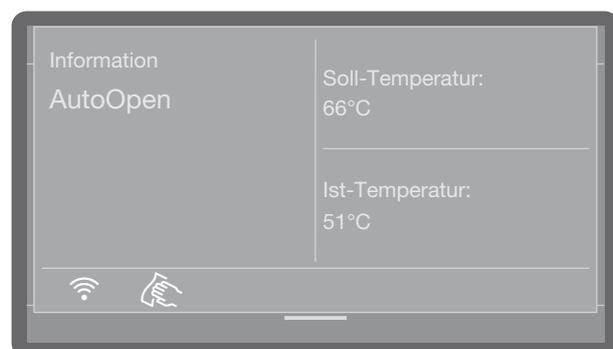 Information
AutoOpen
Soll-Temperatur:
66°C
Ist-Temperatur:
51°C